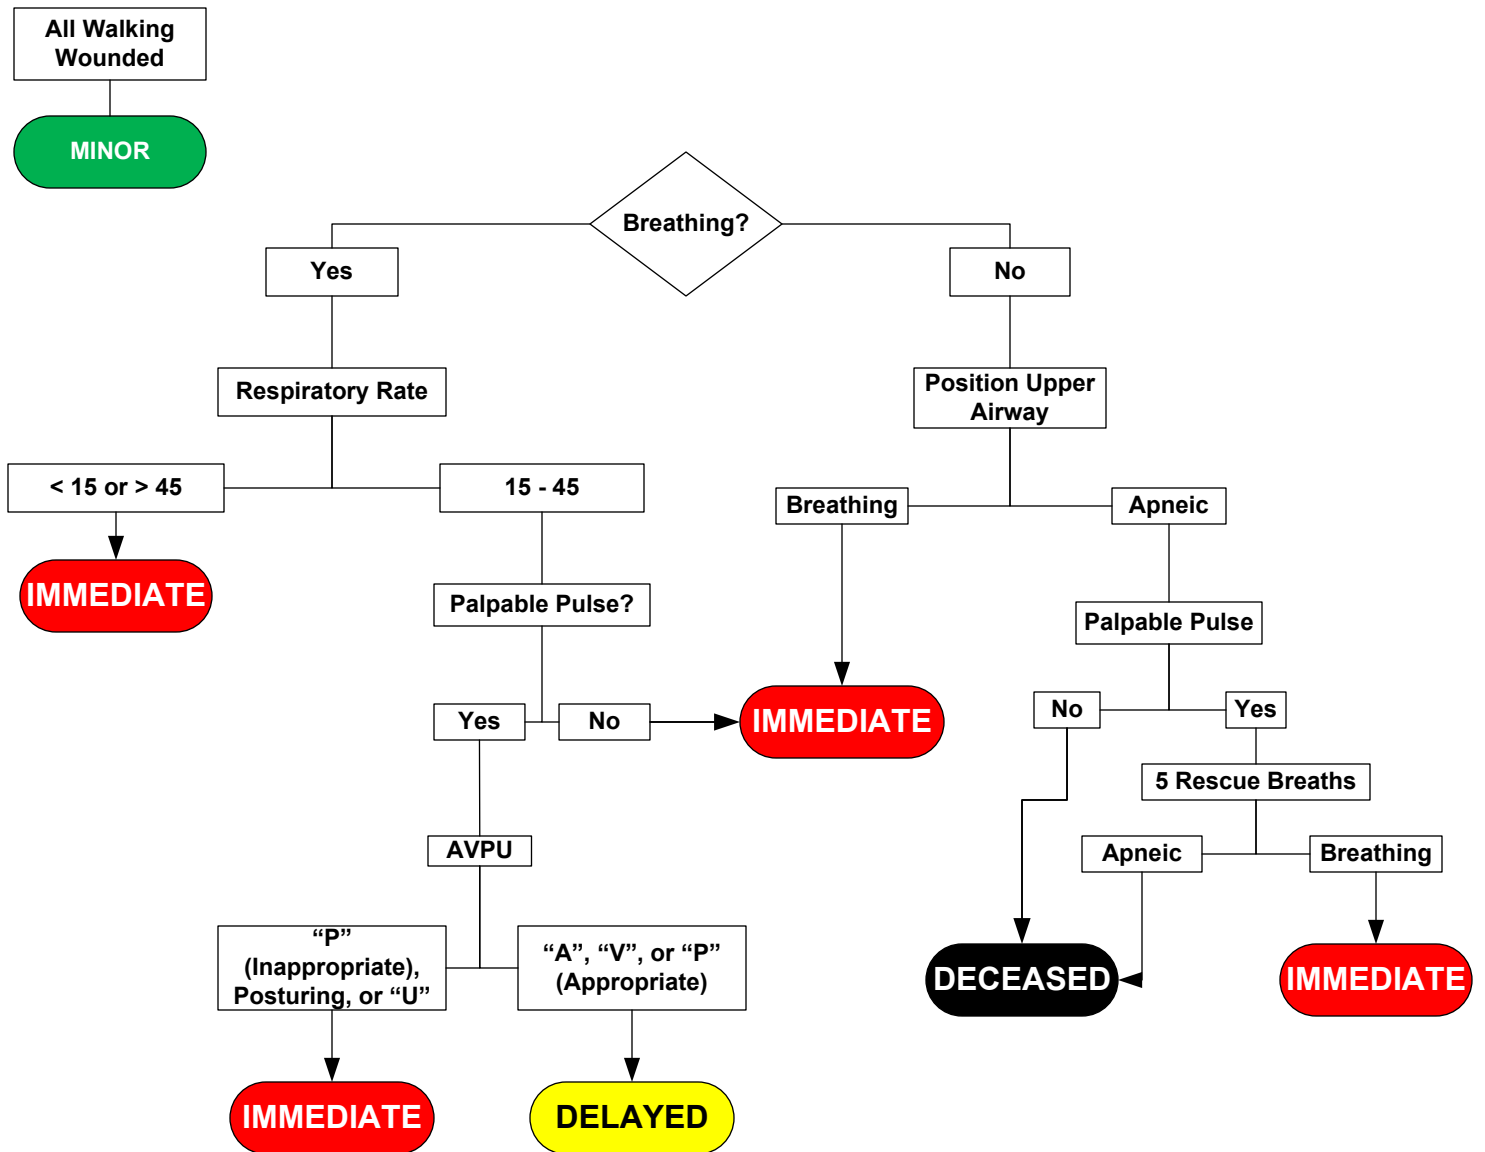 All Walking
Wounded
MINOR
Breathing?
Yes
No
Respiratory Rate
Position Upper
Airway
< 15 or > 45
15 - 45
Breathing
Apneic
IMMEDIATE
Palpable Pulse?
Palpable Pulse
Yes
No
IMMEDIATE
No
Yes
5 Rescue Breaths
AVPU
Apneic
Breathing
“P”
(Inappropriate),
Posturing, or “U”
“A”, “V”, or “P”
(Appropriate)
DECEASED
IMMEDIATE
IMMEDIATE
DELAYED